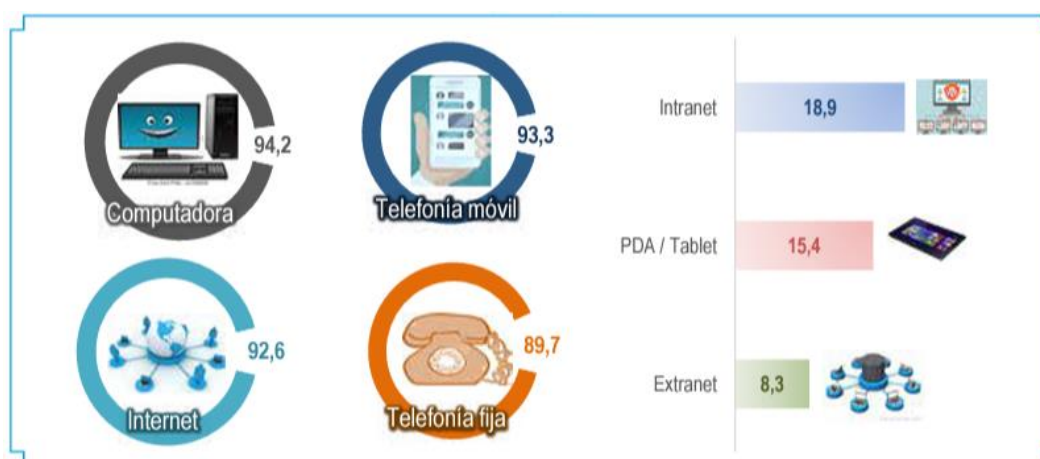 94,2
Computadora
93,3
Telefonía móvil
92,6
Internet
89,7
Telefonía fija
Intranet
18,9
PDA / Tablet
15,4
Extranet
8,3